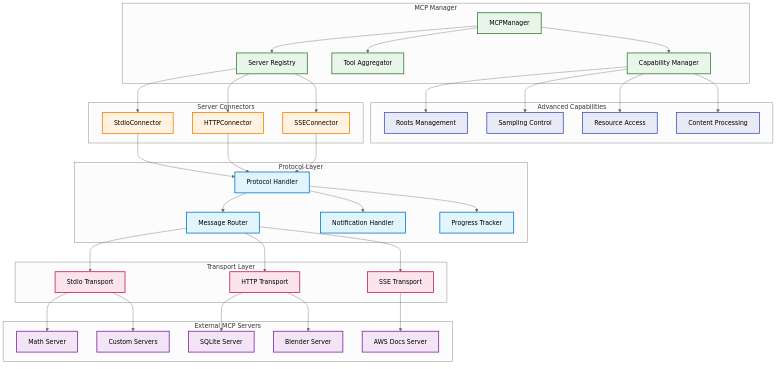 MCP Manager
MCPManager
Server Registry
Tool Aggregator
Capability Manager
Server Connectors
StdioConnector
HTTPConnector
SSEConnector
Advanced Capabilities
Roots Management
Sampling Control
Resource Access
Content Processing
Protocol Layer
Protocol Handler
Message Router
Notification Handler
Progress Tracker
Transport Layer
Stdio Transport
HTTP Transport
SSE Transport
External MCP Servers
Math Server
Custom Servers
SQLite Server
Blender Server
AWS Docs Server